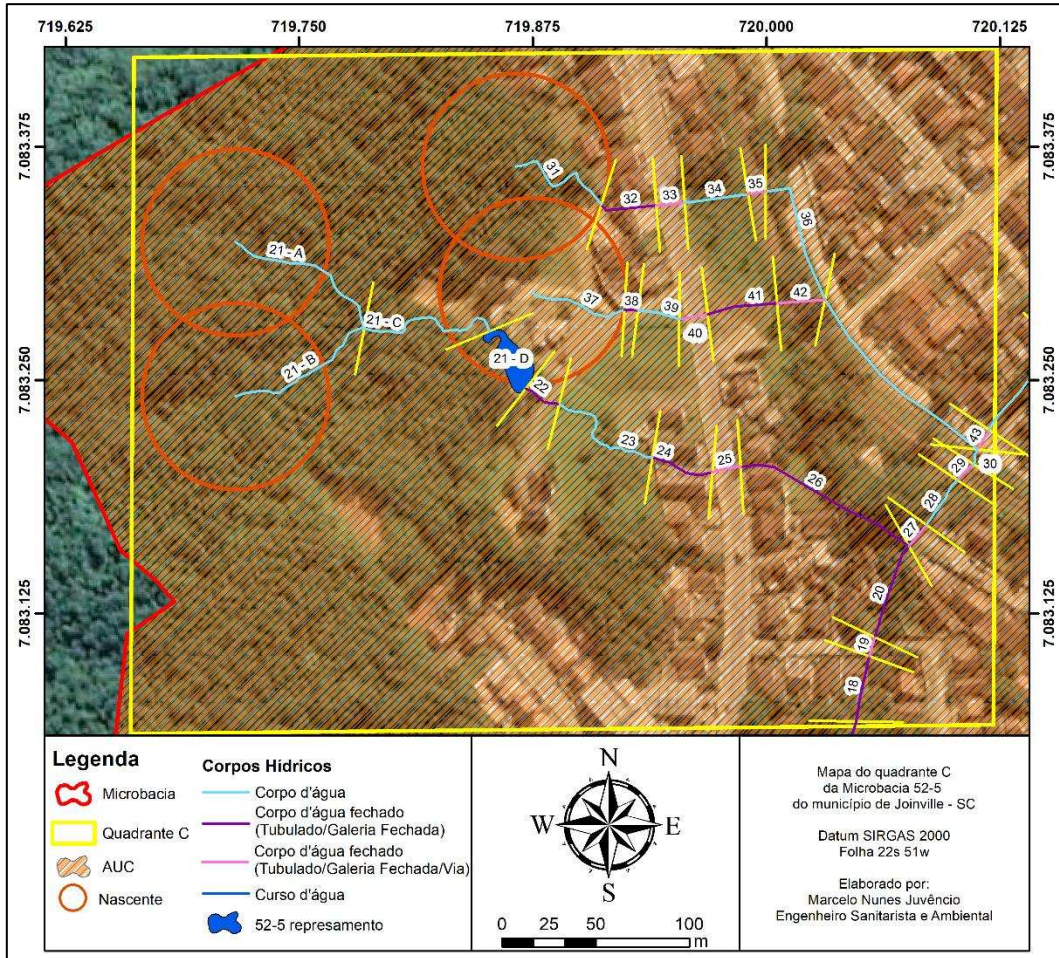 719.625
719.750
719.875
720.000
720.125
7.083.375
7.083.375
31
32
33
34
35
36
21 - A
37
38
39
40
41
42
21 - C
21 - B
21 - D
7.083.250
7.083.250
22
23
24
25
26
43
30
29
28
27
20
7.083.125
7.083.125
19
18
Legenda
Microbacia
Quadrante C
AUC
Nascente
Corpos Hídricos
Corpo d'água
Corpo d'água fechado
(Tubulado/Galeria Fechada)
Corpo d'água fechado
(Tubulado/Galeria Fechada/Via)
Curso d'água
52-5 represamento
N
W
E
S
0
50
100
m
Mapa do quadrante C
da Microbacia 52-5
do município de Joinville - SC
Datum SIRGAS 2000
Folha 22s 51w
Elaborado por:
Marcelo Nunes Juvêncio
Engenheiro Sanitarista e Ambiental